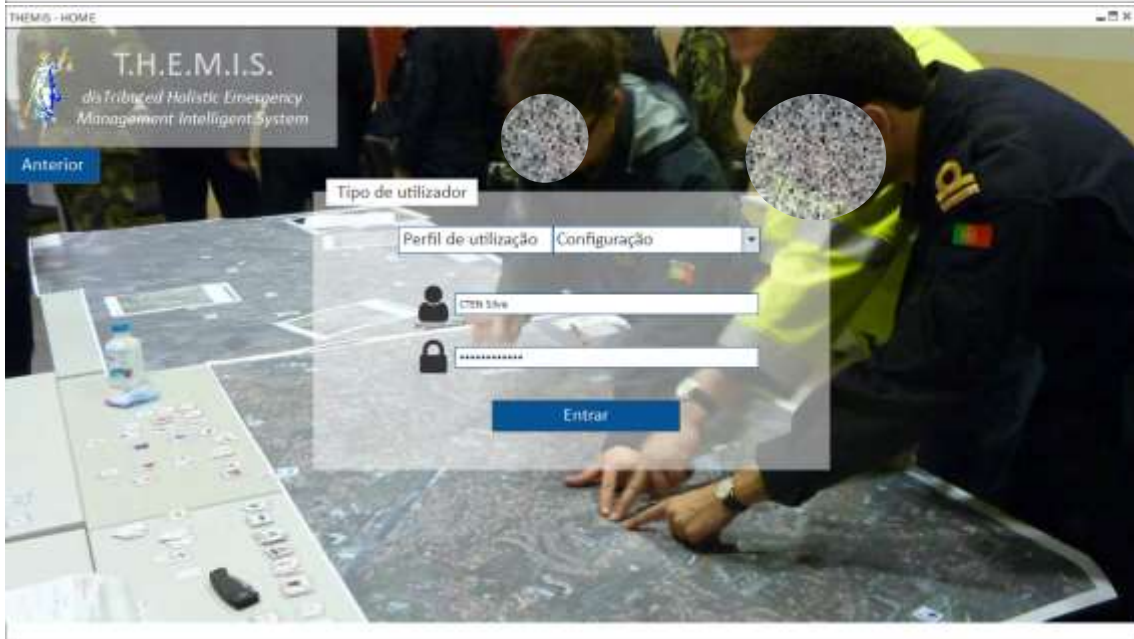 THEMIS - HOME
T.H.E.M.I.S.
disTributed Holistic Emergency
Management Intelligent System
Anterior
Tipo de utilizador
Perfil de utilização Configuração
CTEN Silva
••••••••••••
Entrar